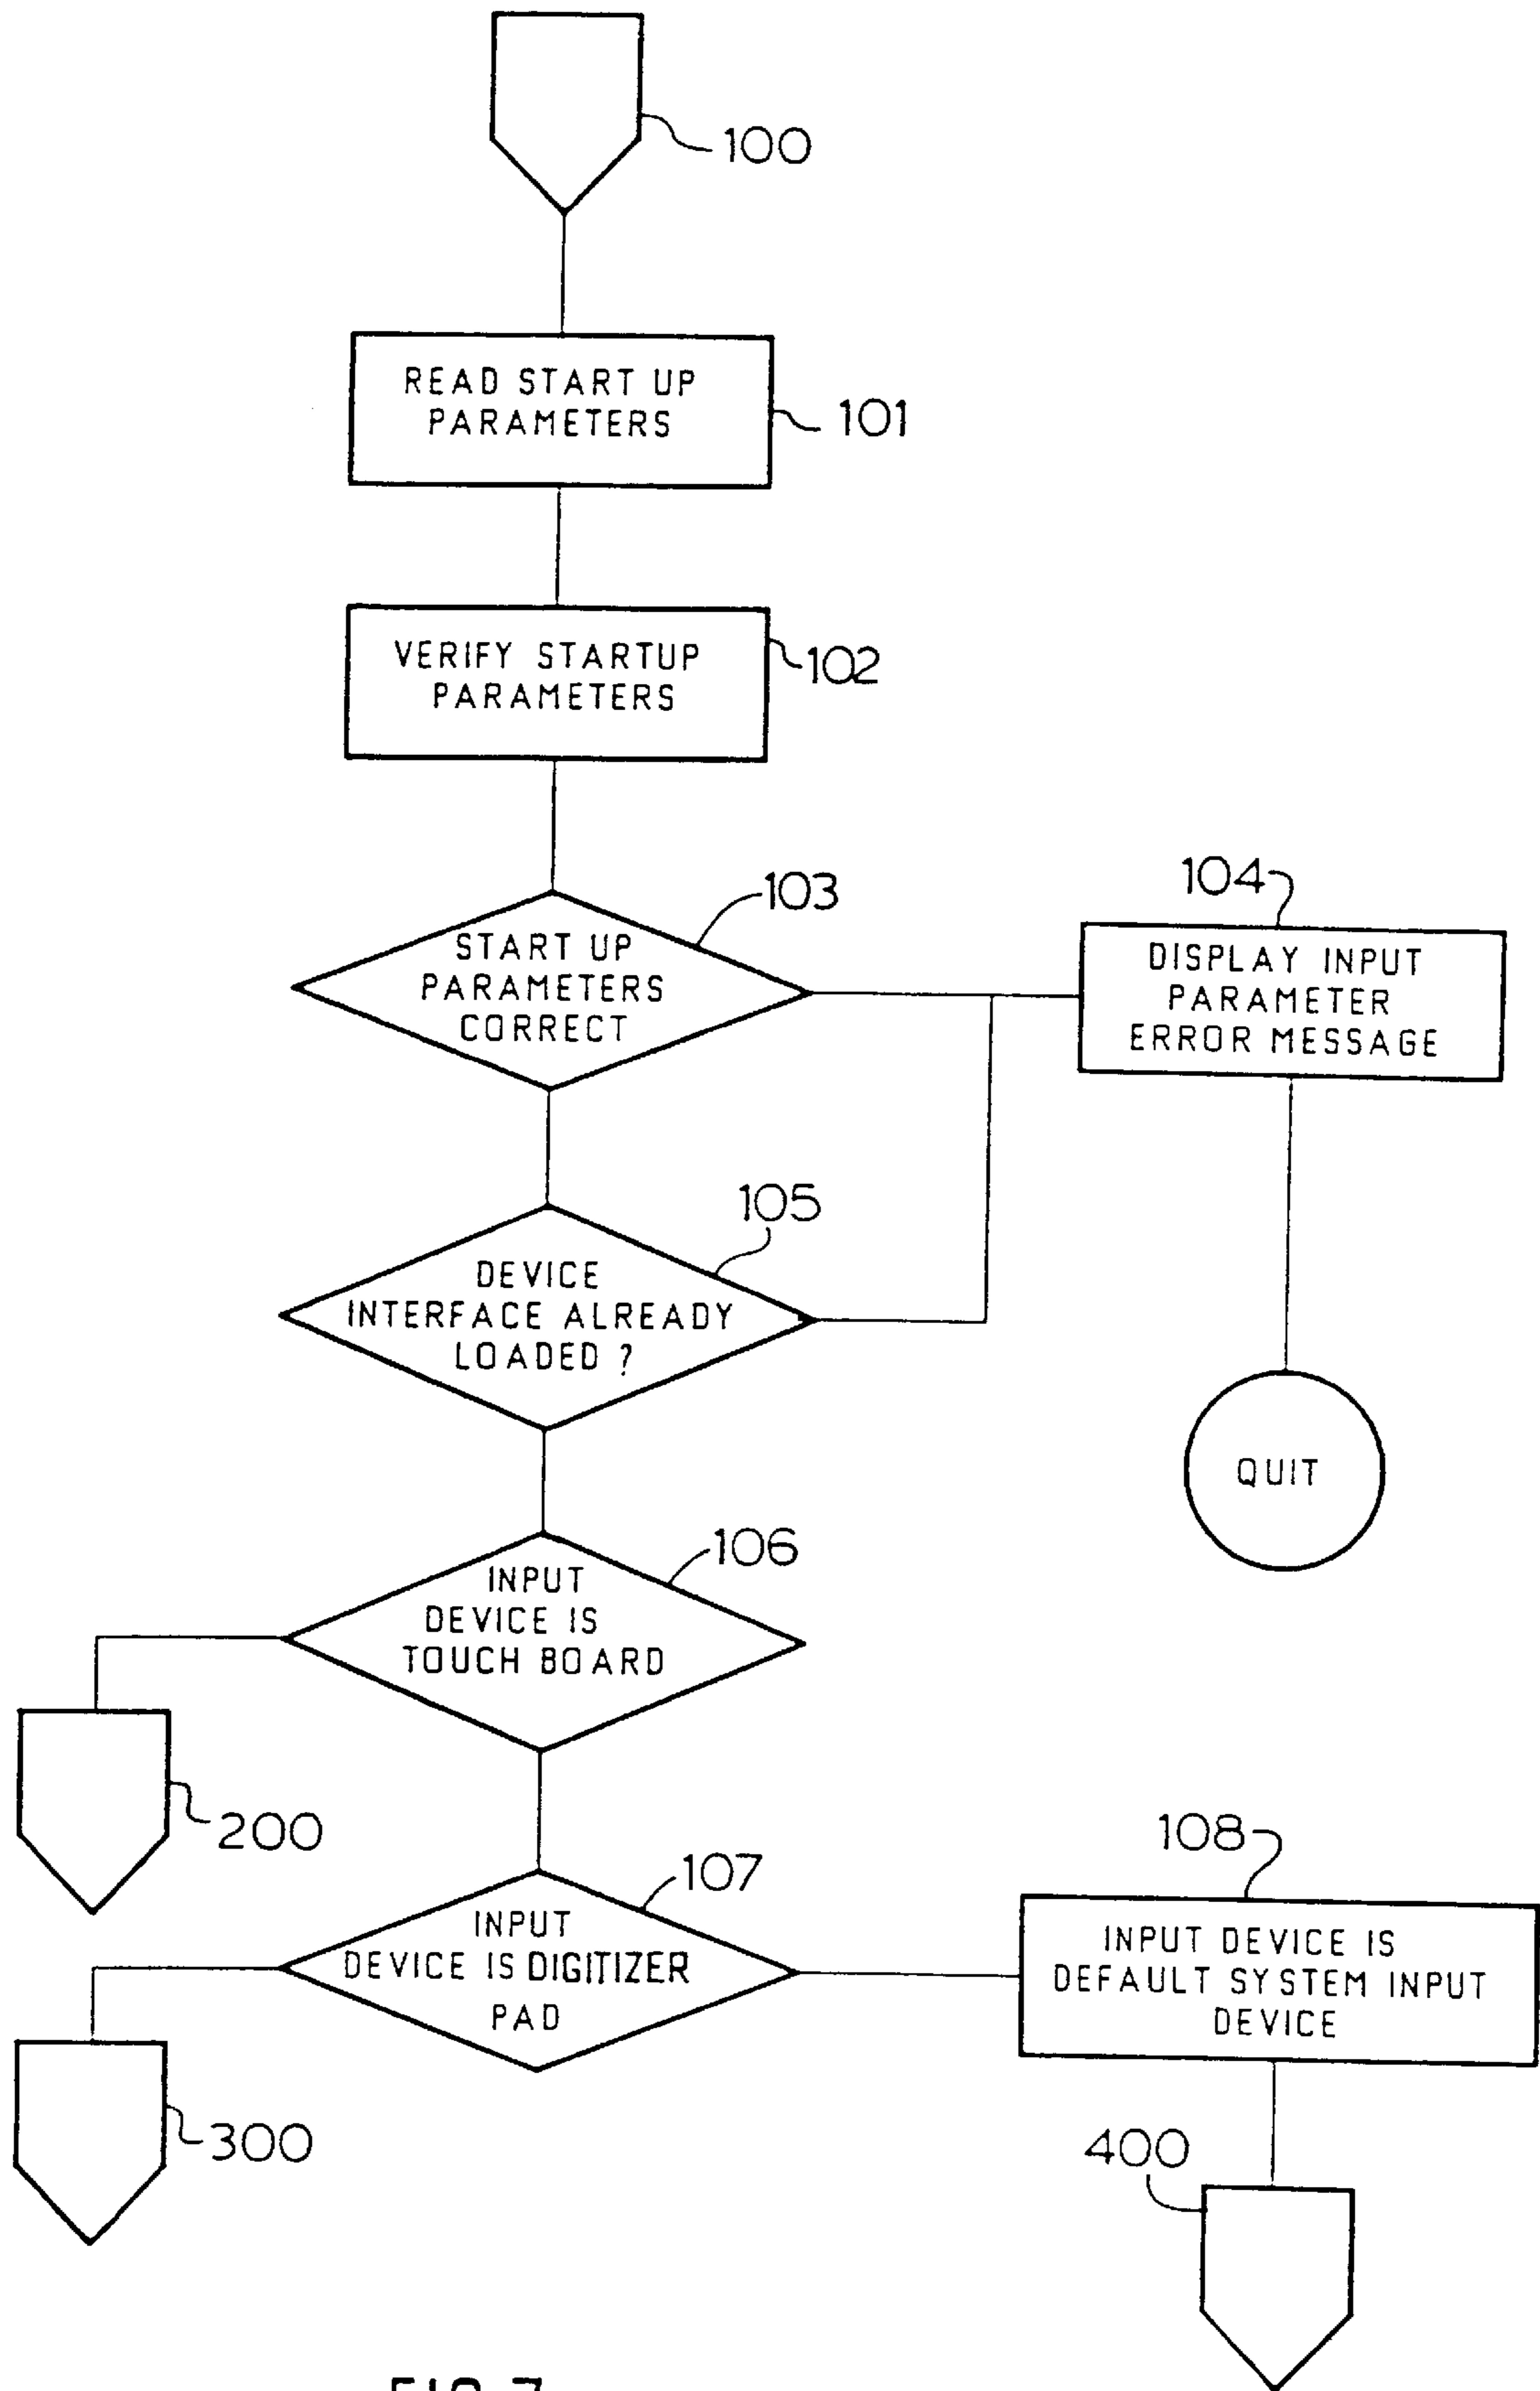 100
READ START UP
PARAMETERS
101
VERIFY STARTUP
PARAMETERS
102
103
START UP
PARAMETERS
CORRECT
104
DISPLAY INPUT
PARAMETER
ERROR MESSAGE
105
DEVICE
INTERFACE ALREADY
LOADED ?
QUIT
106
INPUT
DEVICE IS
TOUCH BOARD
200
107
INPUT
DEVICE IS DIGITIZER
PAD
108
INPUT DEVICE IS
DEFAULT SYSTEM INPUT
DEVICE
300
400